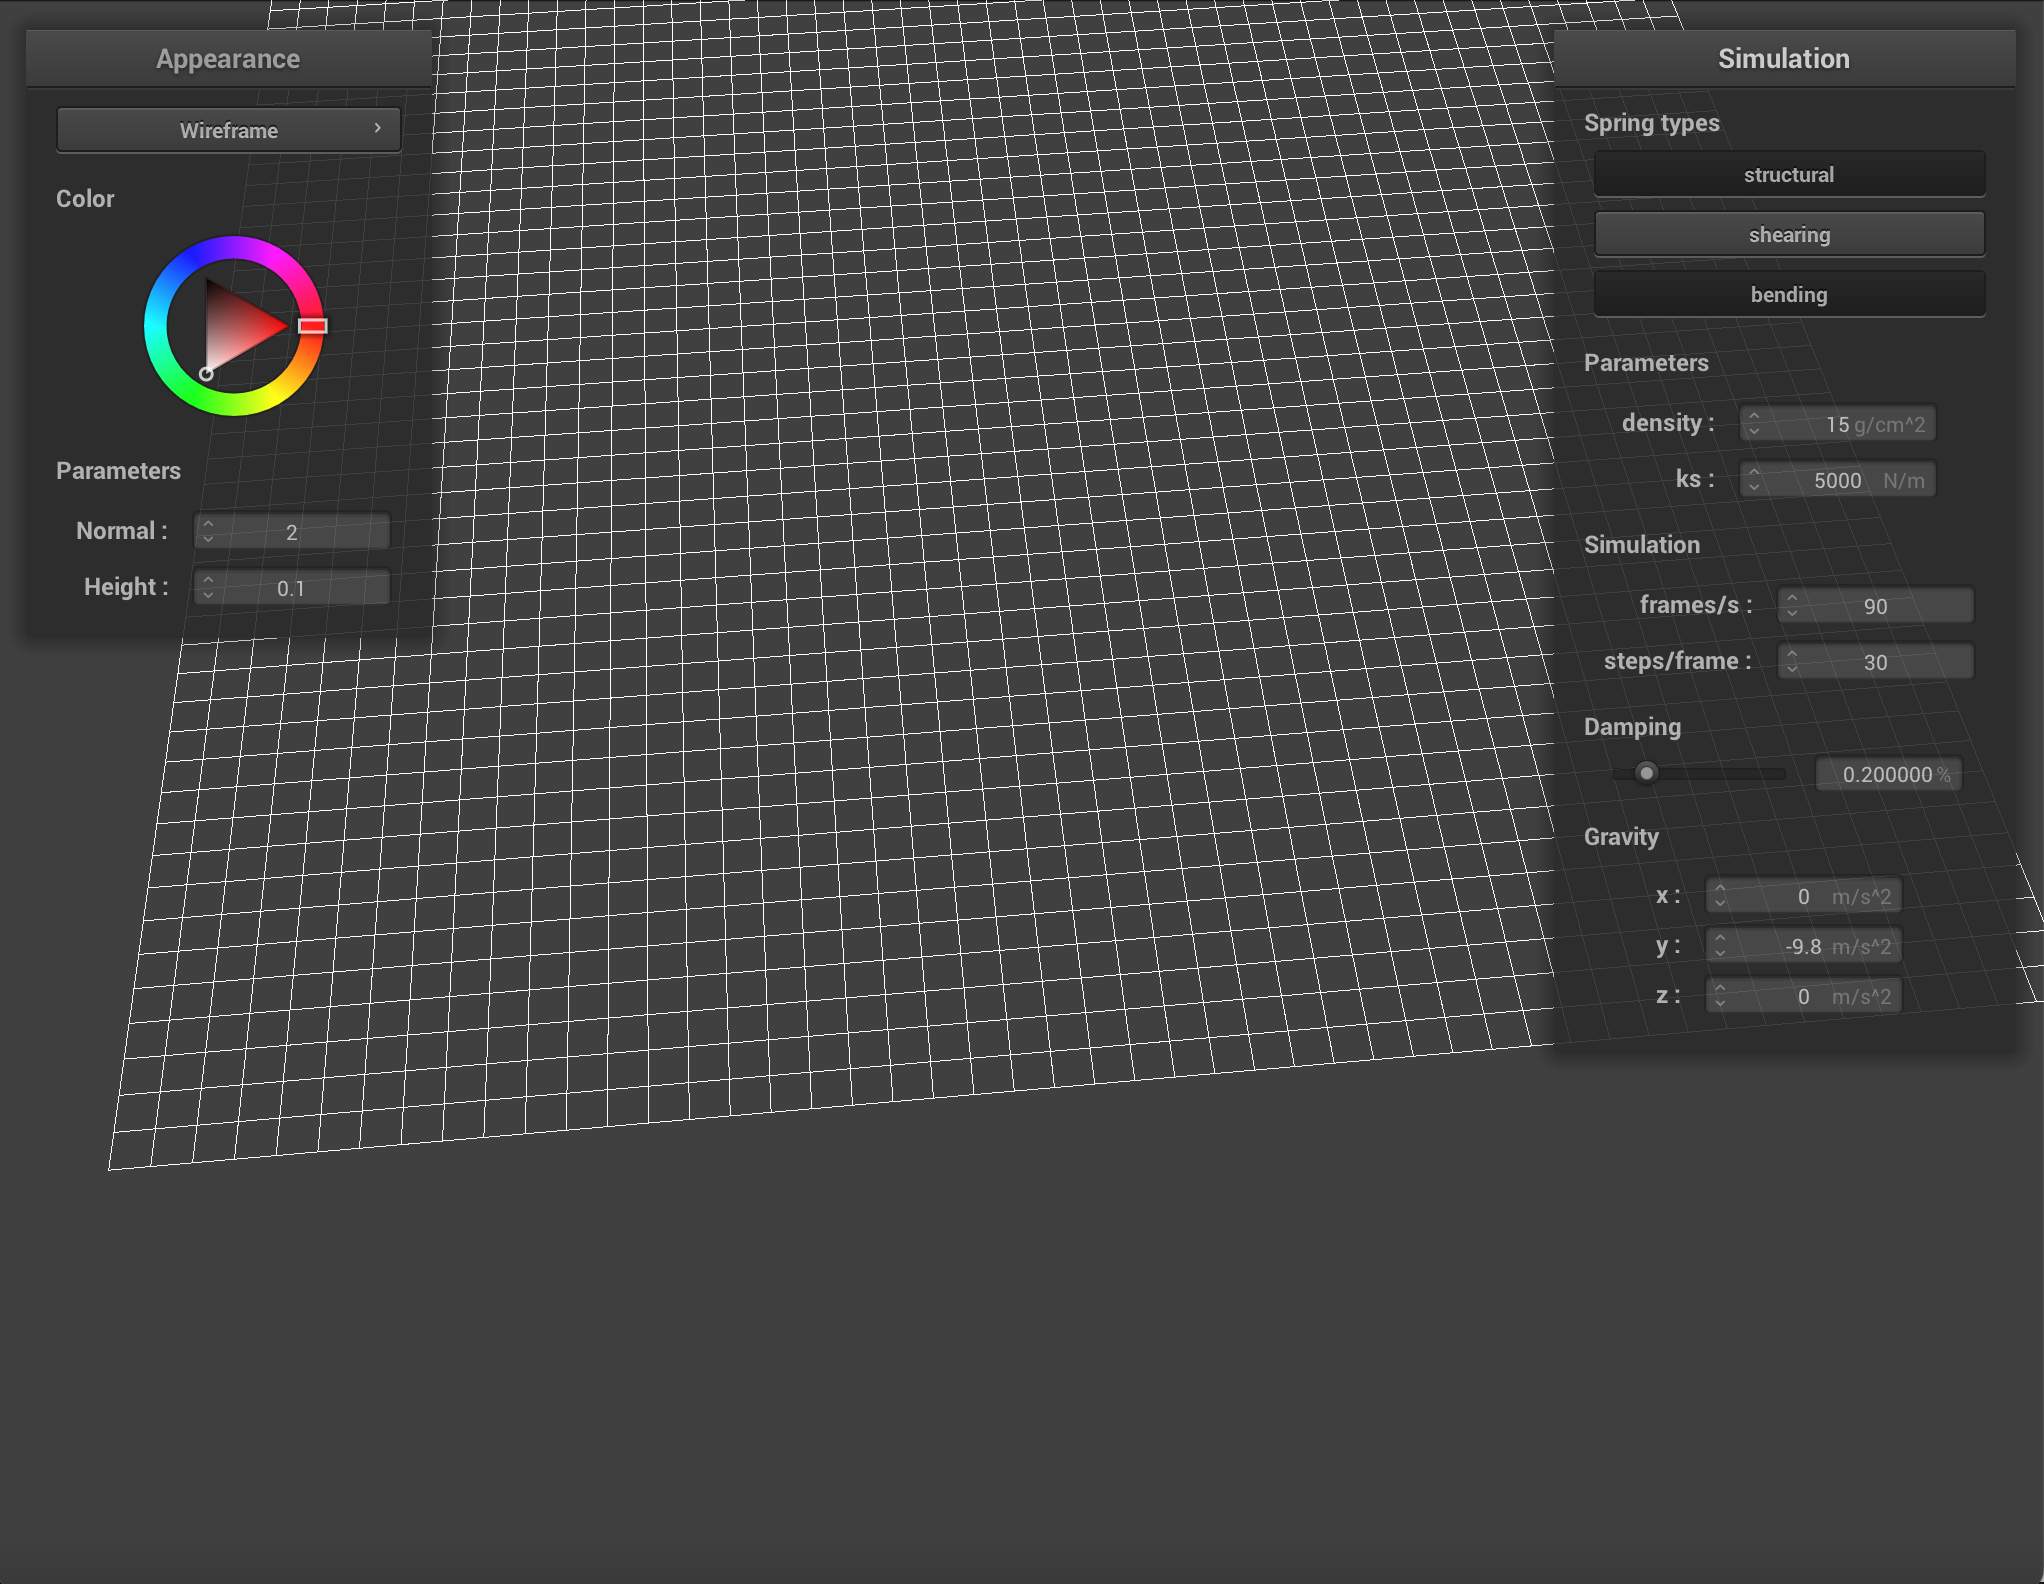 Appearance
Wireframe
Color
Parameters
Normal : 2
Height : 0.1
Simulation
Spring types
structural
shearing
bending
Parameters
density : 15 g/cm^2
ks : 5000 N/m
Simulation
frames/s : 90
steps/frame : 30
Damping
0.200000 %
Gravity
x : 0 m/s^2
y : -9.8 m/s^2
z : 0 m/s^2